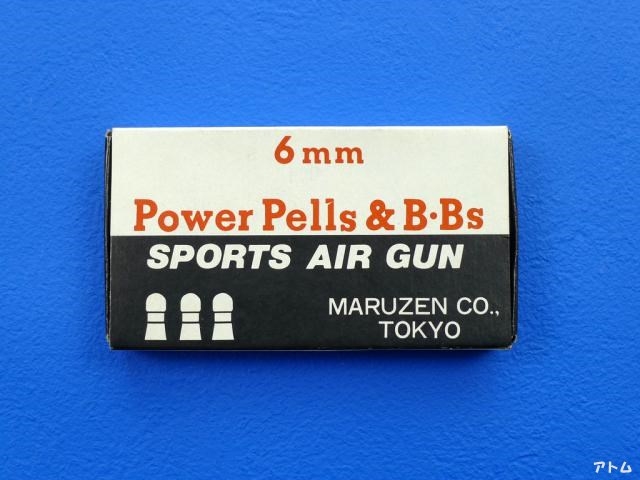 6mm
Power Pells & B·Bs
SPORTS AIR GUN
MARUZEN CO.,
TOKYO
アトム